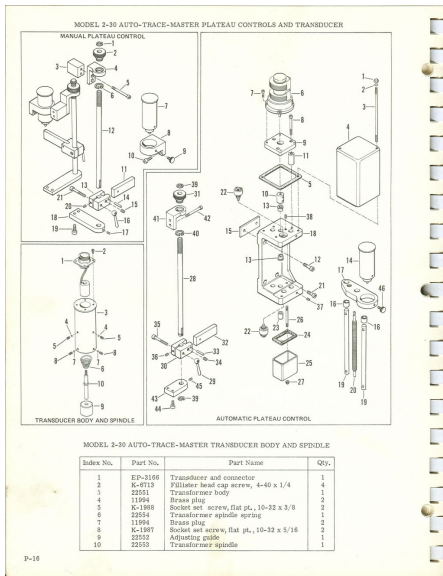 MODEL 2-30 AUTO-TRACE-MASTER PLATEAU CONTROLS AND TRANSDUCER
MANUAL PLATEAU CONTROL
TRANSDUCER BODY AND SPINDLE
AUTOMATIC PLATEAU CONTROL
MODEL 2-30 AUTO-TRACE-MASTER TRANSDUCER BODY AND SPINDLE
Index No. Part No. Part Name Qty.
1 EP-3166 Transducer and connector 1
2 K-6713 Fillister head cap screw, 4-40 x 1/4 4
3 22551 Transformer body 1
4 11994 Brass plug 2
5 K-1988 Socket set screw, flat pt., 10-32 x 3/8 2
6 22554 Transformer spindle spring 1
7 11994 Brass plug 2
8 K-1987 Socket set screw, flat pt., 10-32 x 5/16 2
9 22552 Adjusting guide 1
10 22553 Transformer spindle 1
P-16